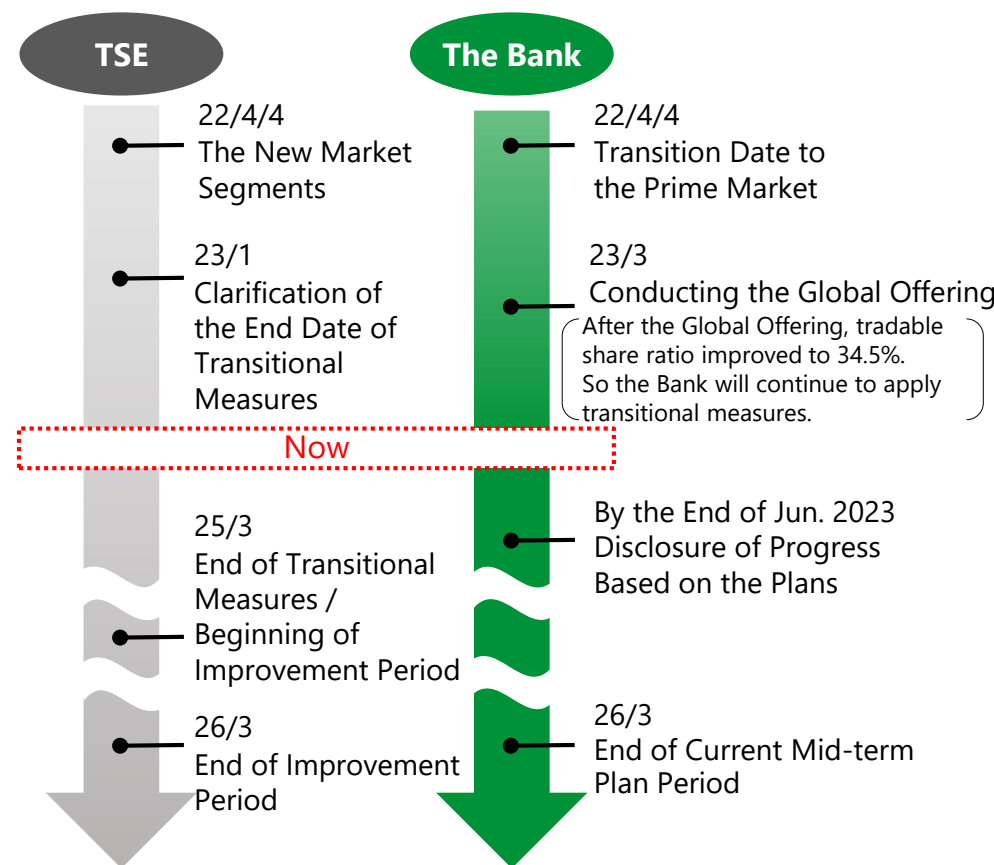 TSE
22/4/4
The New Market
Segments
23/1
Clarification of
the End Date of
Transitional
Measures
The Bank
22/4/4
Transition Date to
the Prime Market
23/3
Conducting the Global Offering
After the Global Offering, tradable
share ratio improved to 34.5%.
So the Bank will continue to apply
transitional measures.
Now
25/3
End of Transitional
Measures /
Beginning of
Improvement Period
26/3
End of Improvement
Period
By the End of Jun. 2023
Disclosure of Progress
Based on the Plans
26/3
End of Current Mid-term
Plan Period